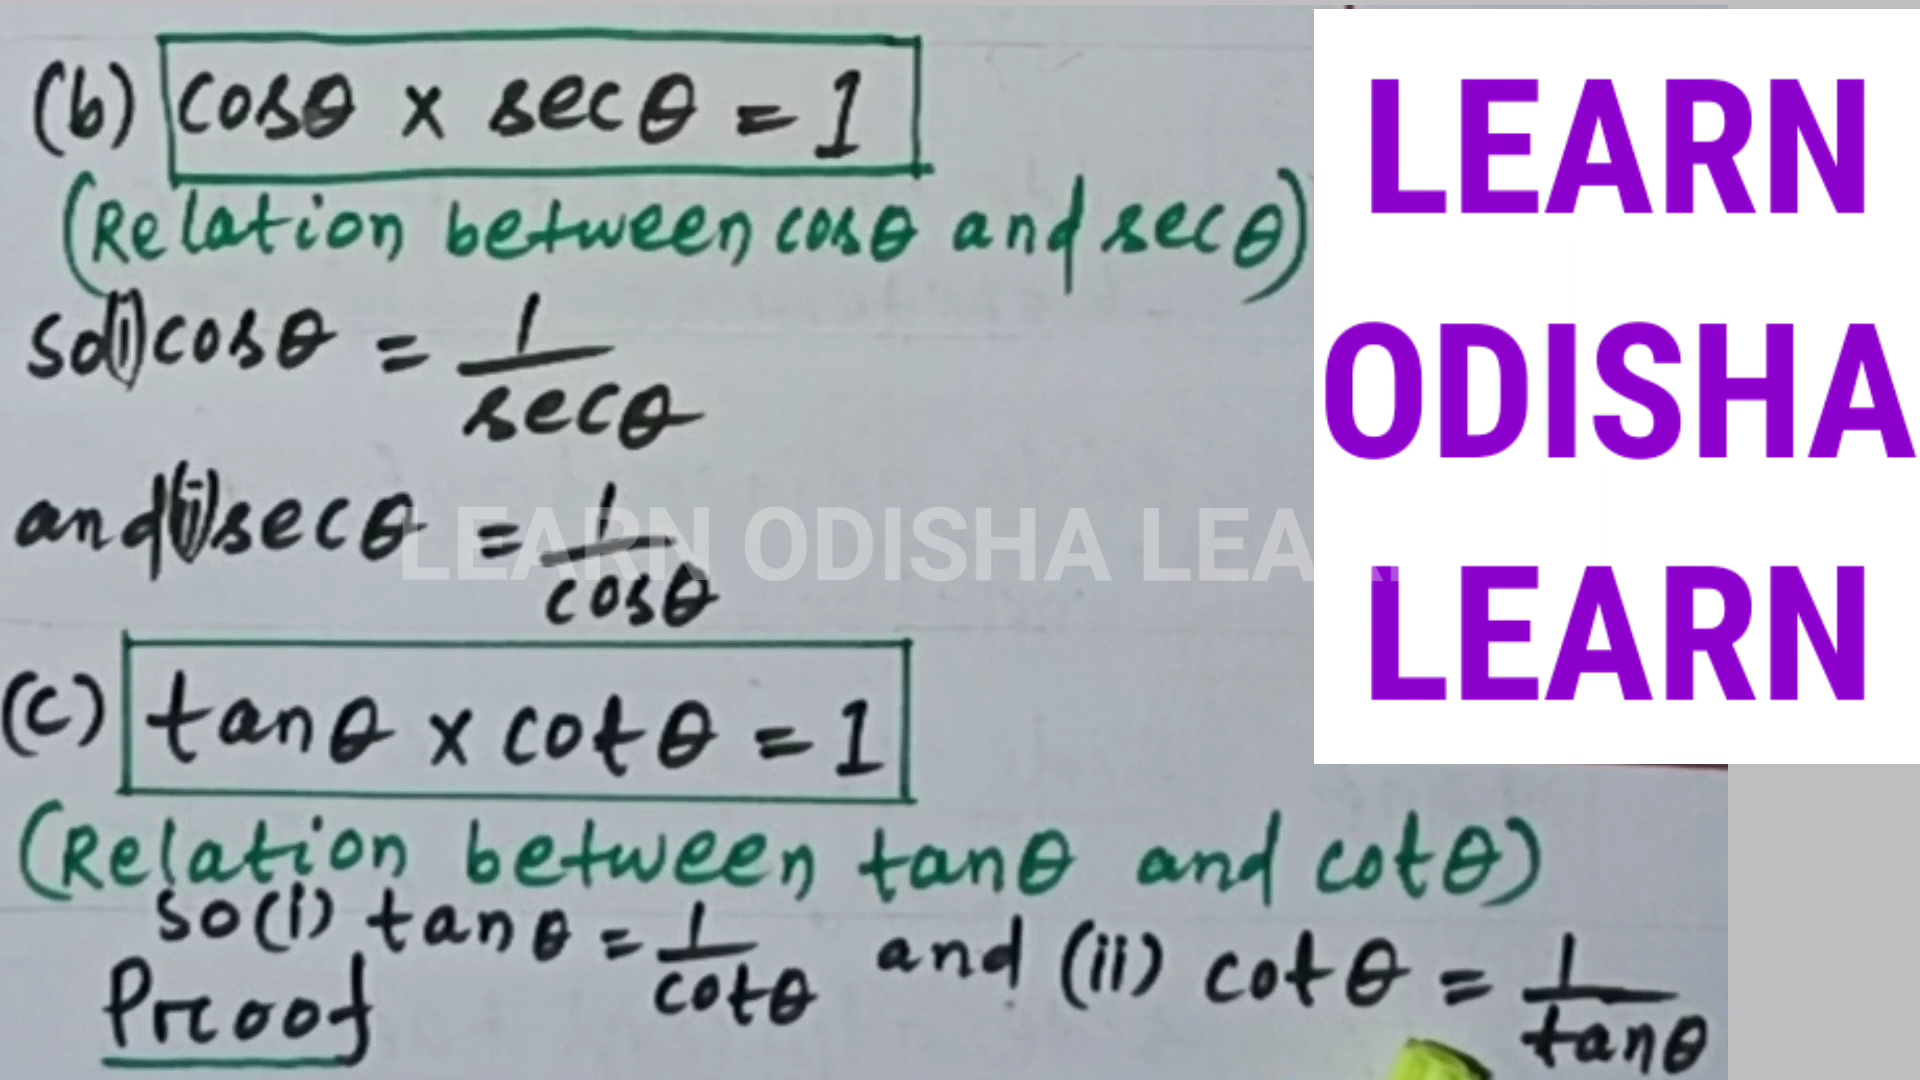 (b) cosθ × secθ = 1
(Relation between cosθ and secθ)
so(i) cosθ = 1/secθ
and(ii) secθ = 1/cosθ
(c) tanθ × cotθ = 1
(Relation between tanθ and cotθ)
so(i) tanθ = 1/cotθ and (ii) cotθ = 1/tanθ
Proof
LEARN
ODISHA
LEARN
LEARN ODISHA LEARN